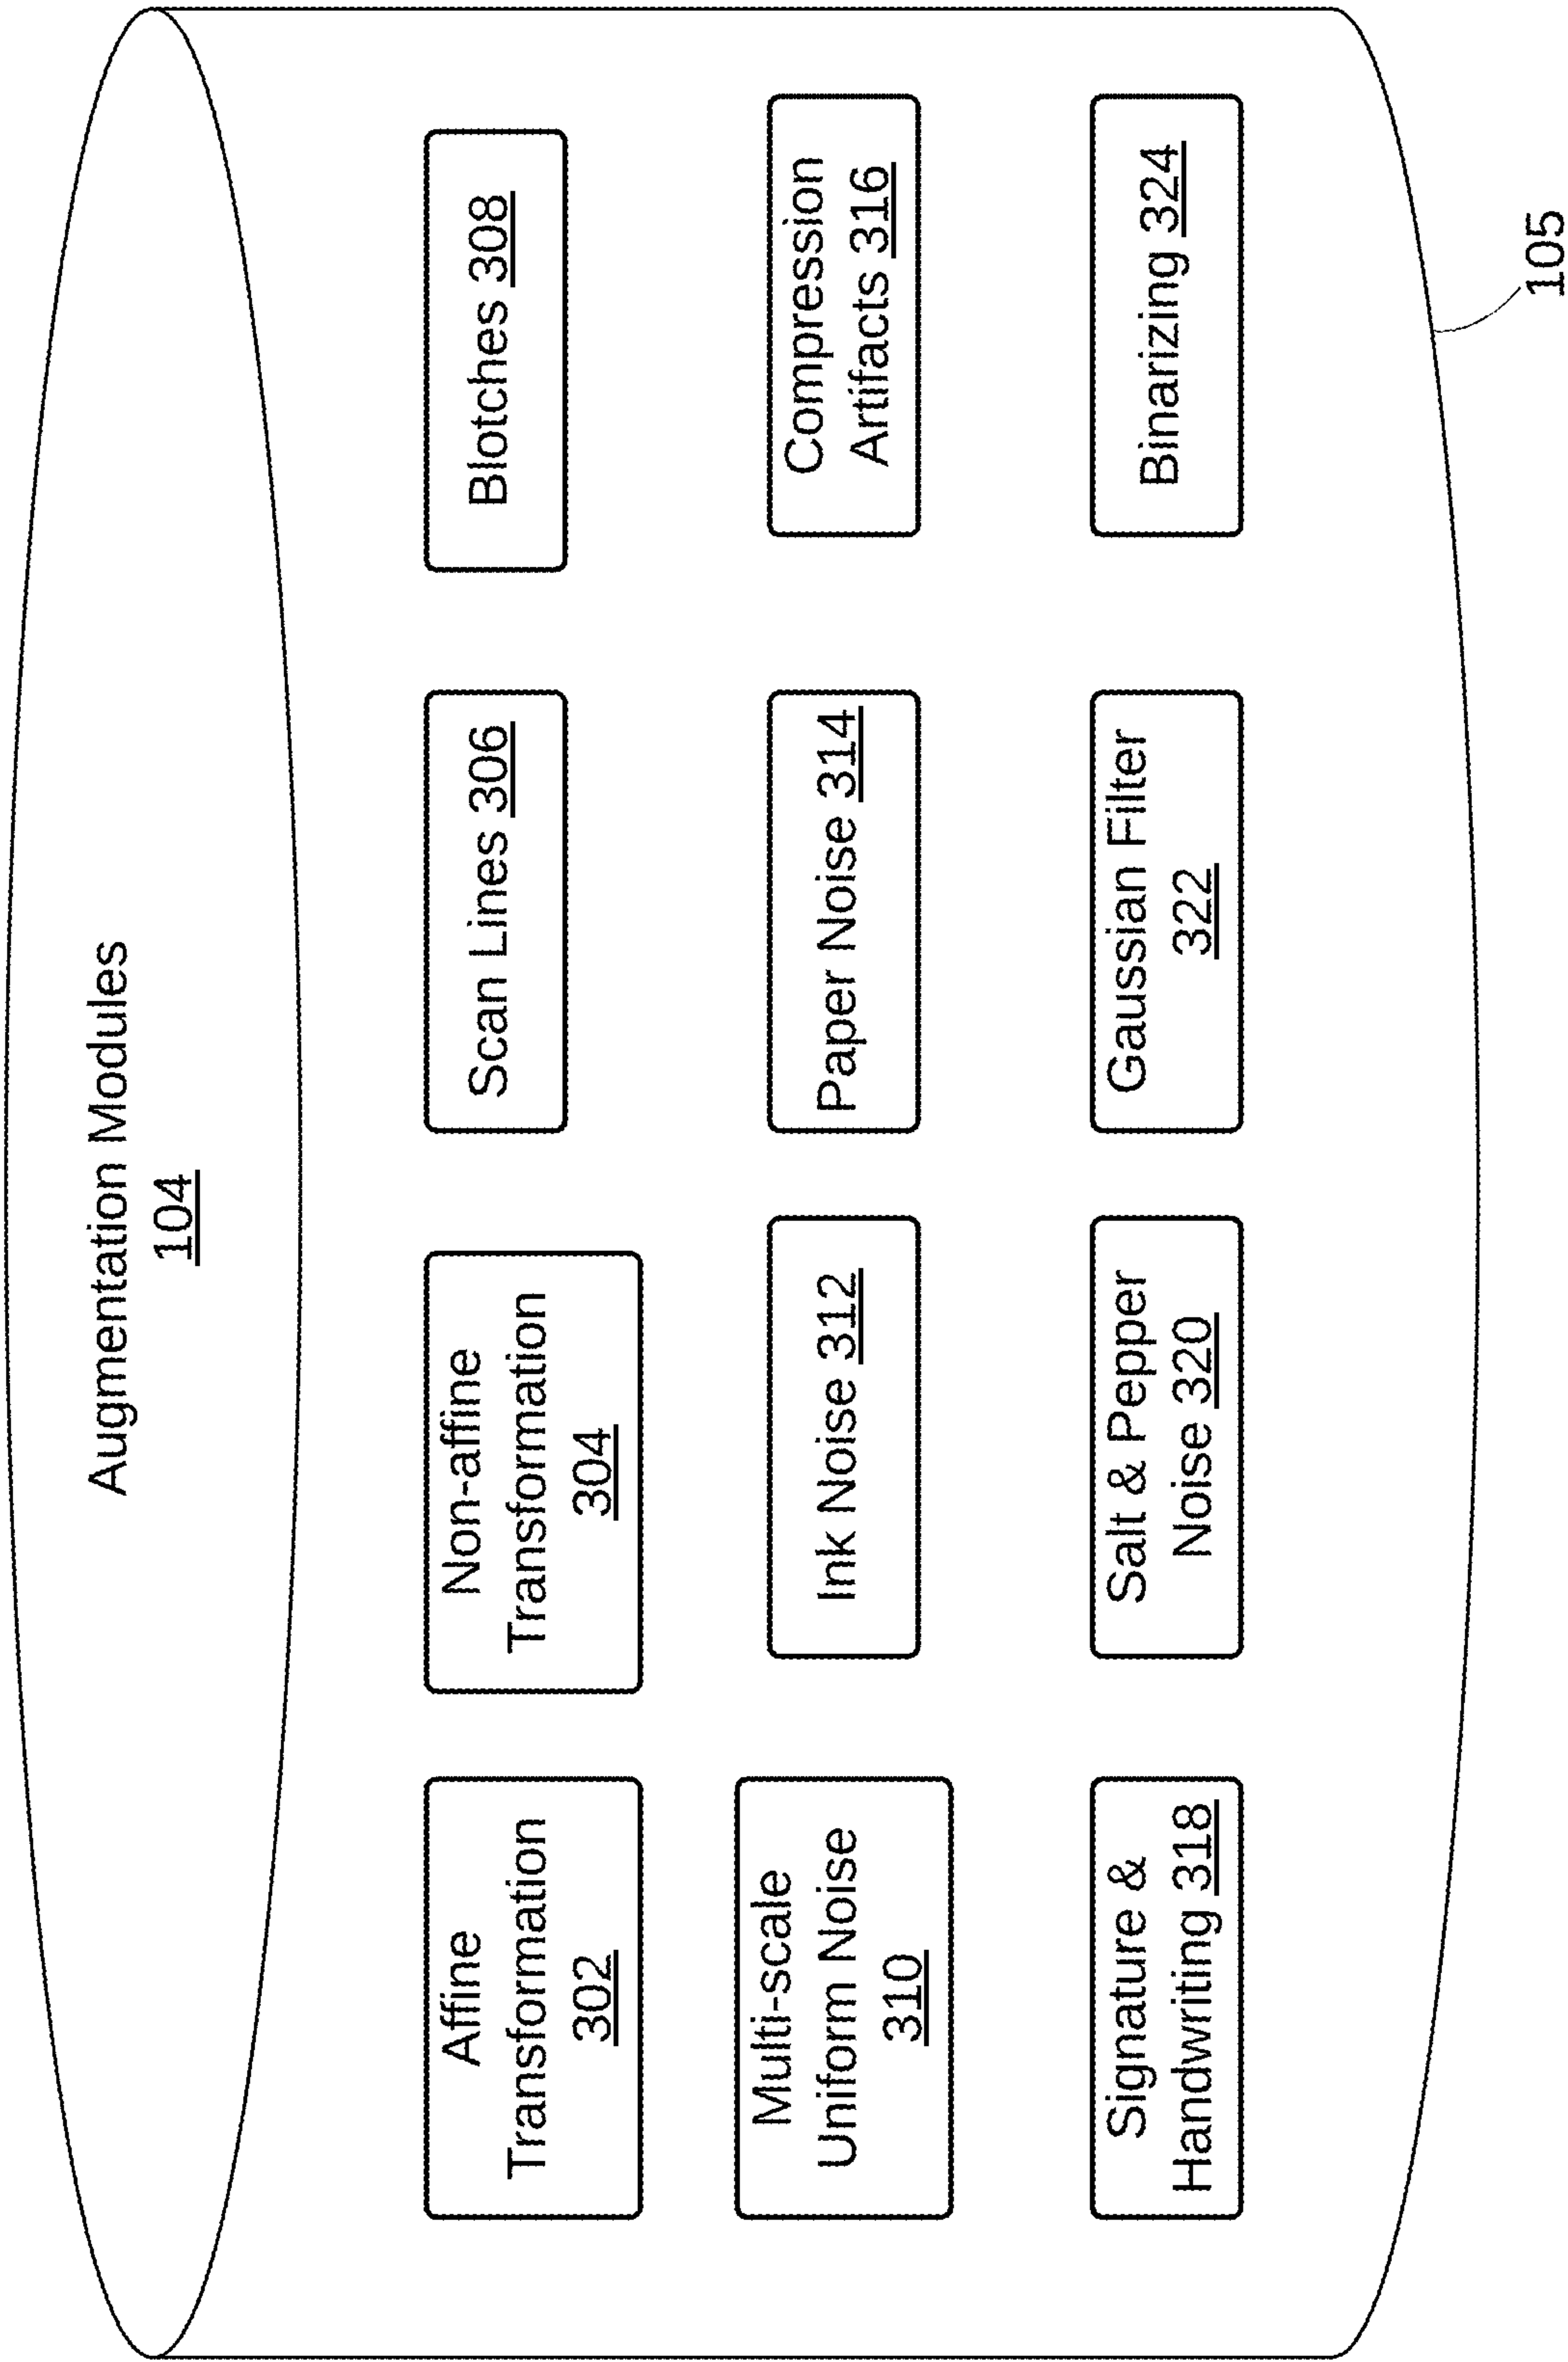 Augmentation Modules
104
Affine
Transformation
302
Non-affine
Transformation
304
Scan Lines 306
Blotches 308
Multi-scale
Uniform Noise
310
Ink Noise 312
Paper Noise 314
Compression
Artifacts 316
Signature &
Handwriting 318
Salt & Pepper
Noise 320
Gaussian Filter
322
Binarizing 324
105